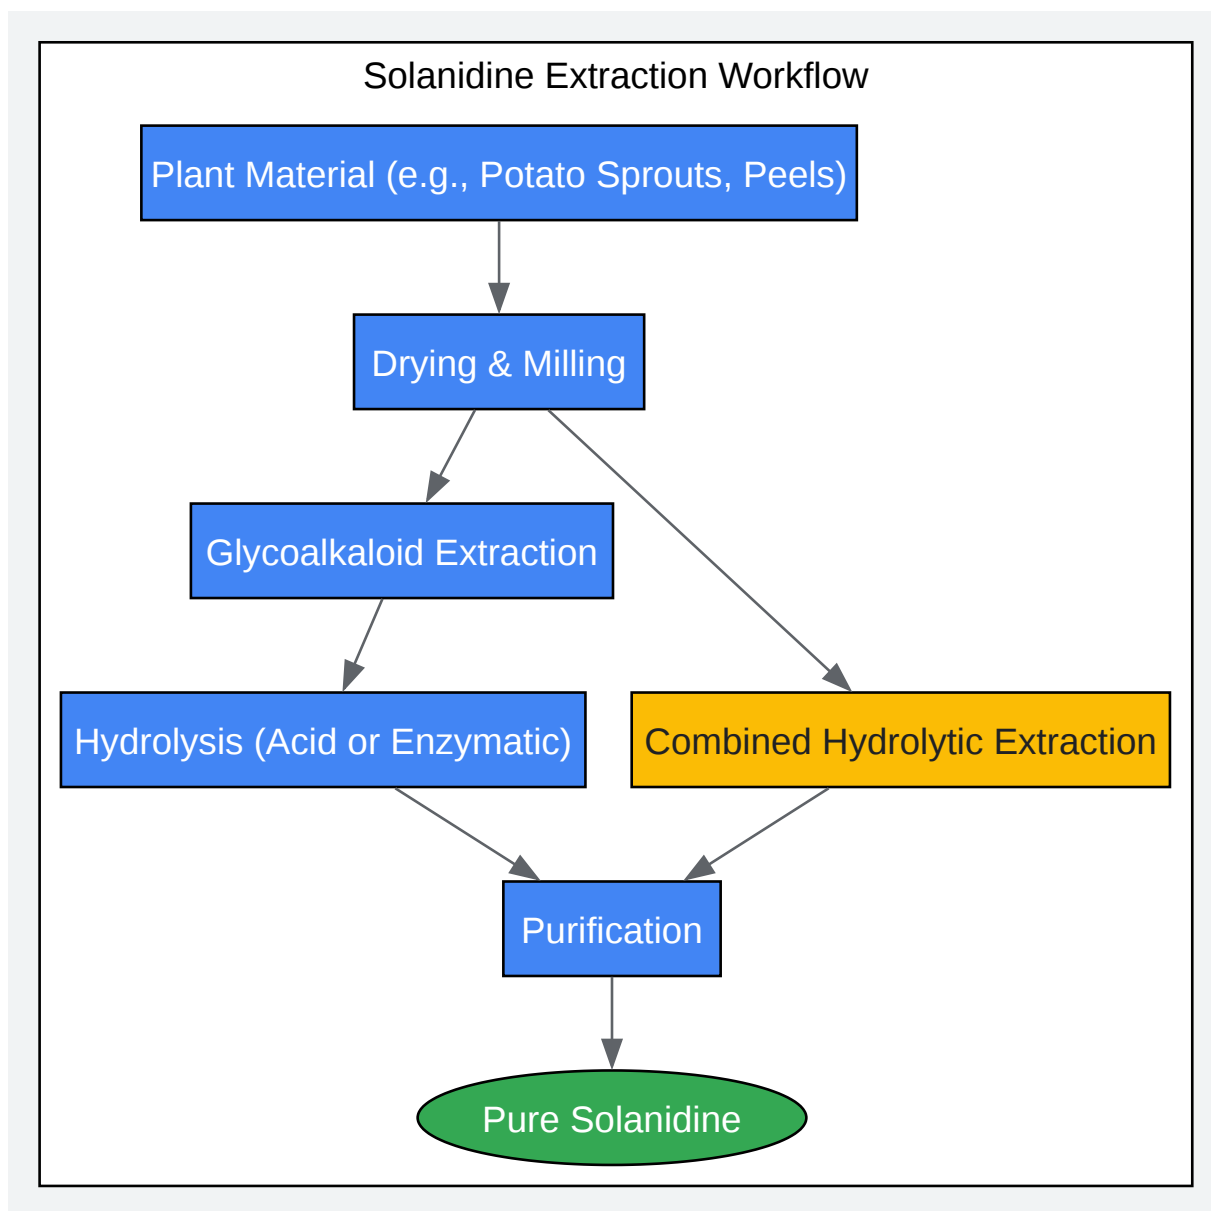 Solanidine Extraction Workflow
Plant Material (e.g., Potato Sprouts, Peels)
Drying & Milling
Glycoalkaloid Extraction
Hydrolysis (Acid or Enzymatic)
Combined Hydrolytic Extraction
Purification
Pure Solanidine